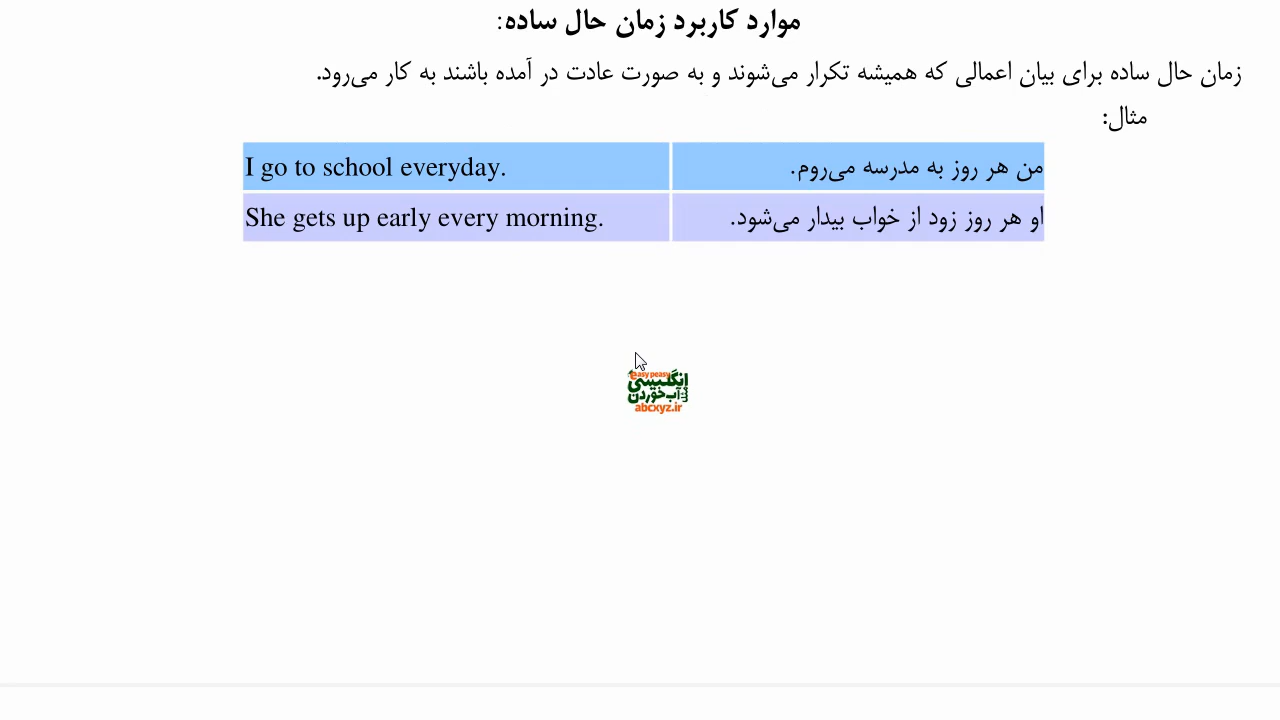 موارد کاربرد زمان حال ساده:
زمان حال ساده برای بیان اعمالی که همیشه تکرار می‌شوند و به صورت عادت در آمده باشند به کار می‌رود.
مثال:
I go to school everyday.
من هر روز به مدرسه می‌روم.
She gets up early every morning.
او هر روز زود از خواب بیدار می‌شود.
easy peasy
انگلیسی
مثل آب خوردن
abcxyz.ir